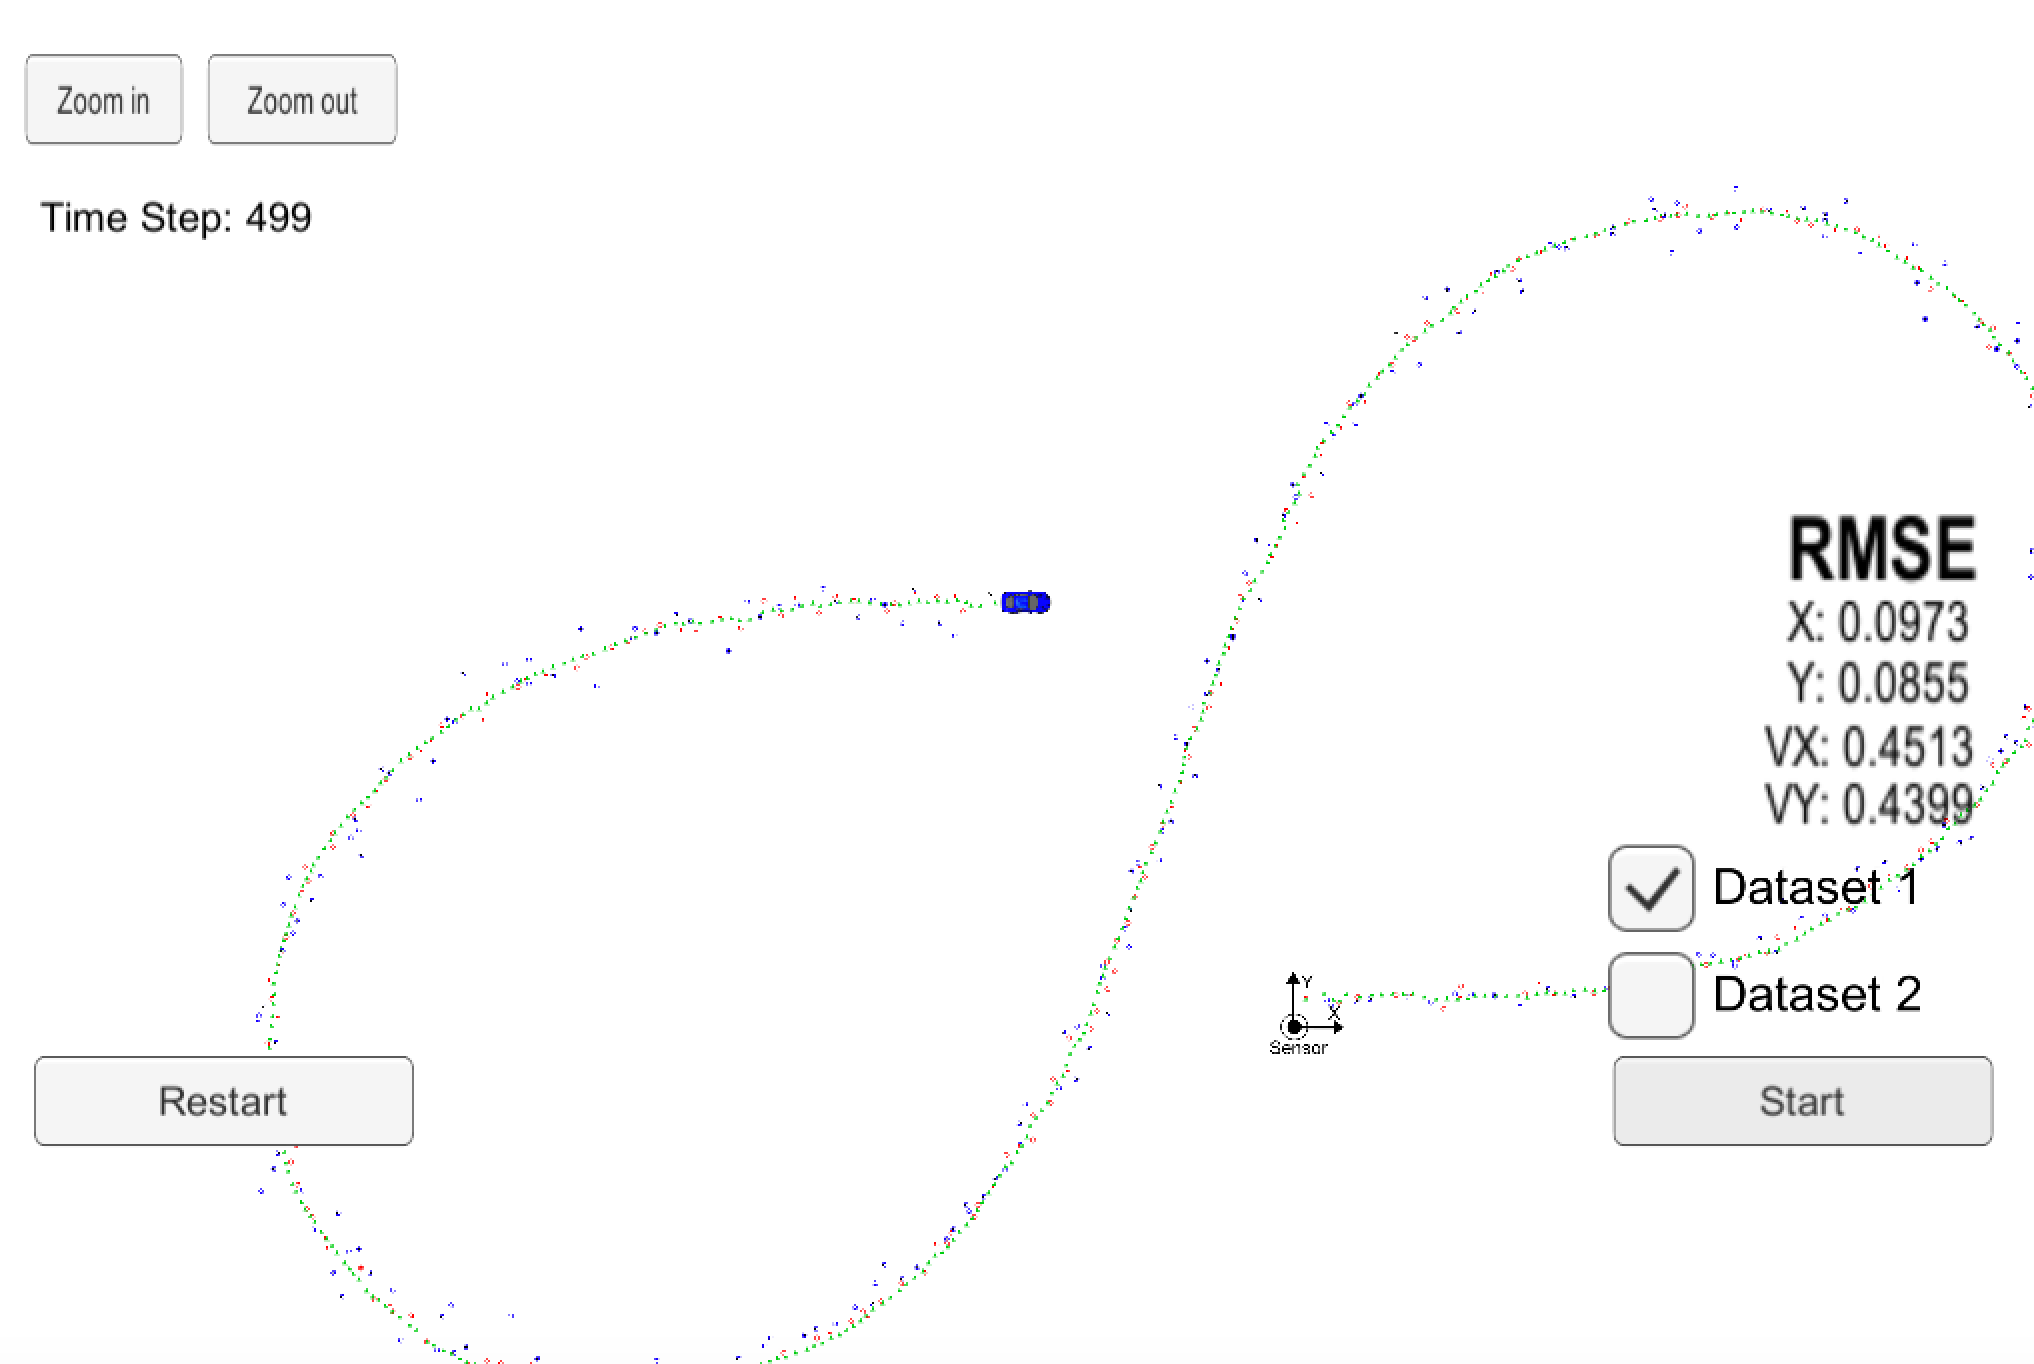 Zoom in
Zoom out
Time Step: 499
RMSE
X: 0.0973
Y: 0.0855
VX: 0.4513
VY: 0.4399
Dataset 1
Dataset 2
Y
X
Sensor
Restart
Start